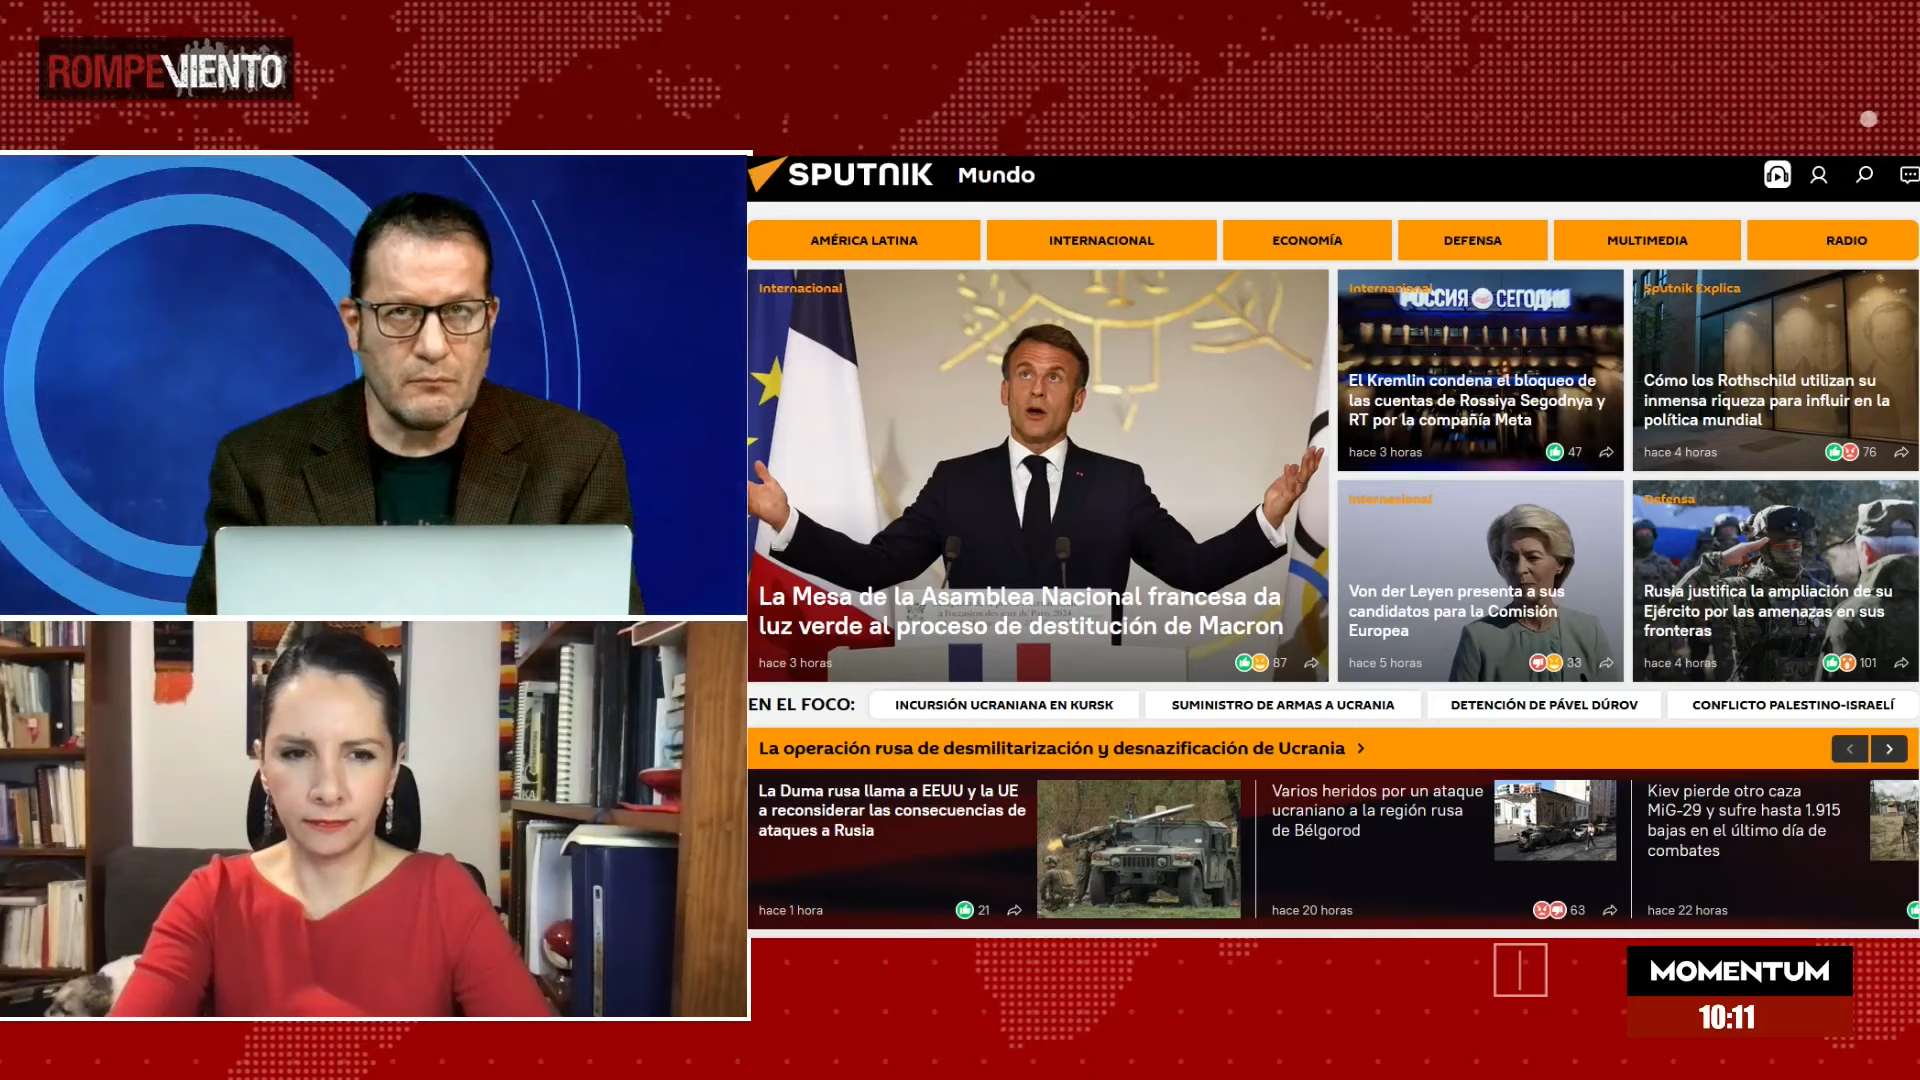 ROMPEVIENTO
SPUTNIK Mundo
AMÉRICA LATINA
INTERNACIONAL
ECONOMÍA
DEFENSA
MULTIMEDIA
RADIO
Internacional
La Mesa de la Asamblea Nacional francesa da
luz verde al proceso de destitución de Macron
hace 3 horas
87
Internacional
РОССИЯ СЕГОДНЯ
El Kremlin condena el bloqueo de
las cuentas de Rossiya Segodnya y
RT por la compañía Meta
hace 3 horas
47
Sputnik Explica
Cómo los Rothschild utilizan su
inmensa riqueza para influir en la
política mundial
hace 4 horas
76
Internacional
Von der Leyen presenta a sus
candidatos para la Comisión
Europea
hace 5 horas
33
Defensa
Rusia justifica la ampliación de su
Ejército por las amenazas en sus
fronteras
hace 4 horas
101
EN EL FOCO:
INCURSIÓN UCRANIANA EN KURSK
SUMINISTRO DE ARMAS A UCRANIA
DETENCIÓN DE PÁVEL DÚROV
CONFLICTO PALESTINO-ISRAELÍ
La operación rusa de desmilitarización y desnazificación de Ucrania
La Duma rusa llama a EEUU y la UE
a reconsiderar las consecuencias de
ataques a Rusia
hace 1 hora
21
Varios heridos por un ataque
ucraniano a la región rusa
de Bélgorod
hace 20 horas
63
Kiev pierde otro caza
MiG-29 y sufre hasta 1.915
bajas en el último día de
combates
hace 22 horas
MOMENTUM
10:11